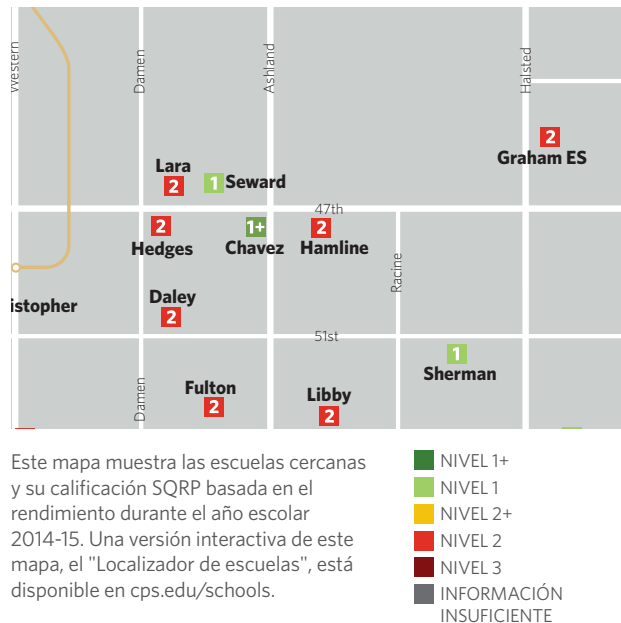 Western
Damen
Ashland
Halsted
2
Graham ES
Lara
2
1 Seward
47th
2
Hedges
1+
Chavez
2
Hamline
Racine
istopher
Daley
2
51st
1
Sherman
Damen
Fulton
2
Libby
2
Este mapa muestra las escuelas cercanas
y su calificación SQRP basada en el
rendimiento durante el año escolar
2014-15. Una versión interactiva de este
mapa, el "Localizador de escuelas", está
disponible en cps.edu/schools.
NIVEL 1+
NIVEL 1
NIVEL 2+
NIVEL 2
NIVEL 3
INFORMACIÓN
INSUFICIENTE